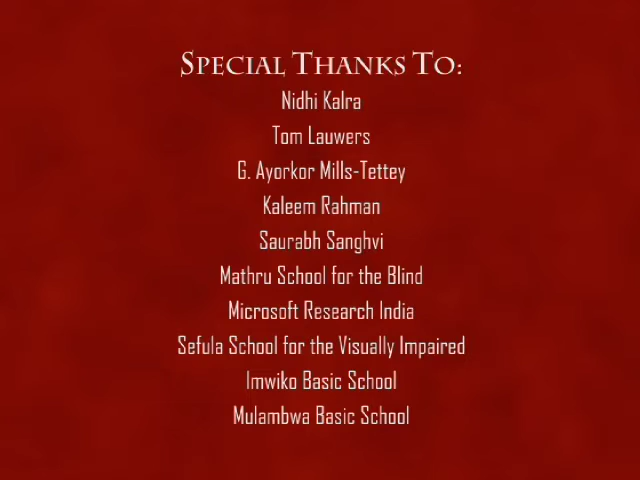 SPECIAL THANKS TO:
Nidhi Kalra
Tom Lauwers
G. Ayorkor Mills-Tettey
Kaleem Rahman
Saurabh Sanghvi
Mathru School for the Blind
Microsoft Research India
Sefula School for the Visually Impaired
Imwiko Basic School
Mulambwa Basic School